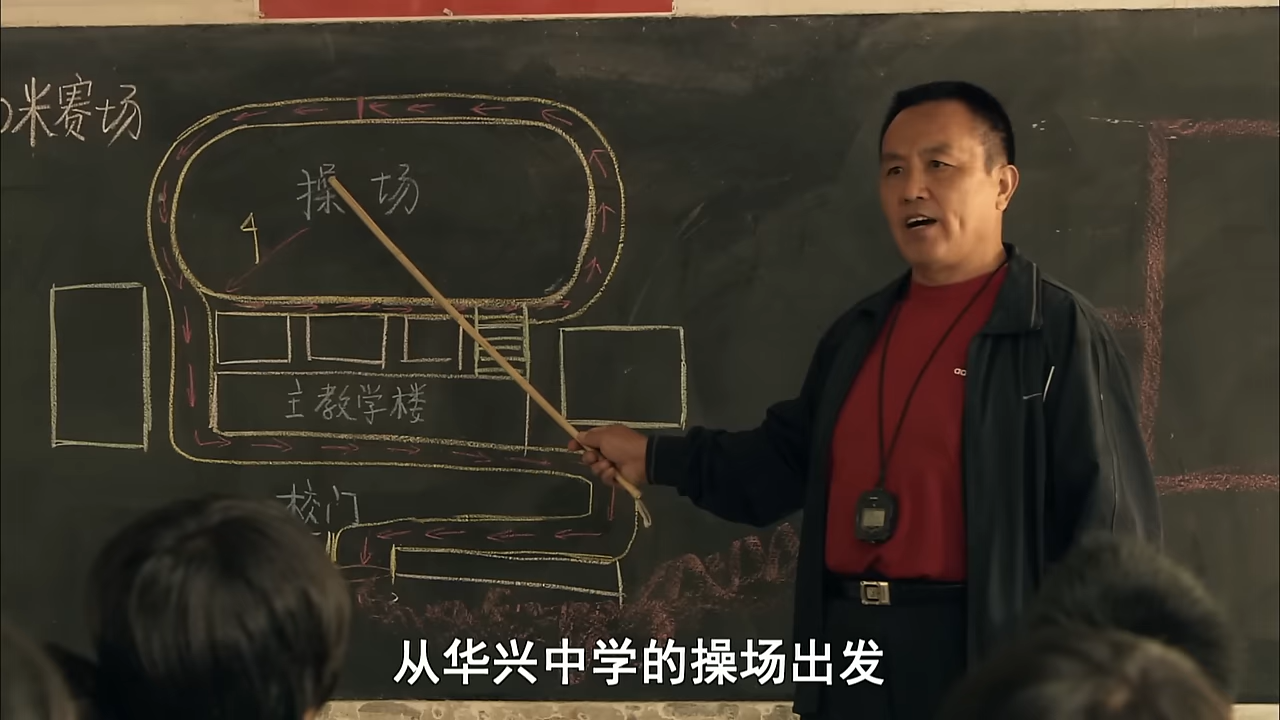 米赛场
操场
4
主教学楼
校门
从华兴中学的操场出发